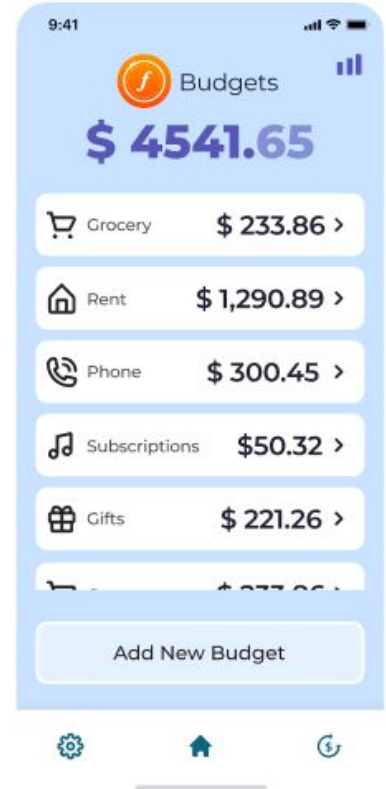 9:41
f Budgets
$ 4541.65
Grocery $ 233.86 >
Rent $ 1,290.89 >
Phone $ 300.45 >
Subscriptions $50.32 >
Gifts $ 221.26 >
Add New Budget
$